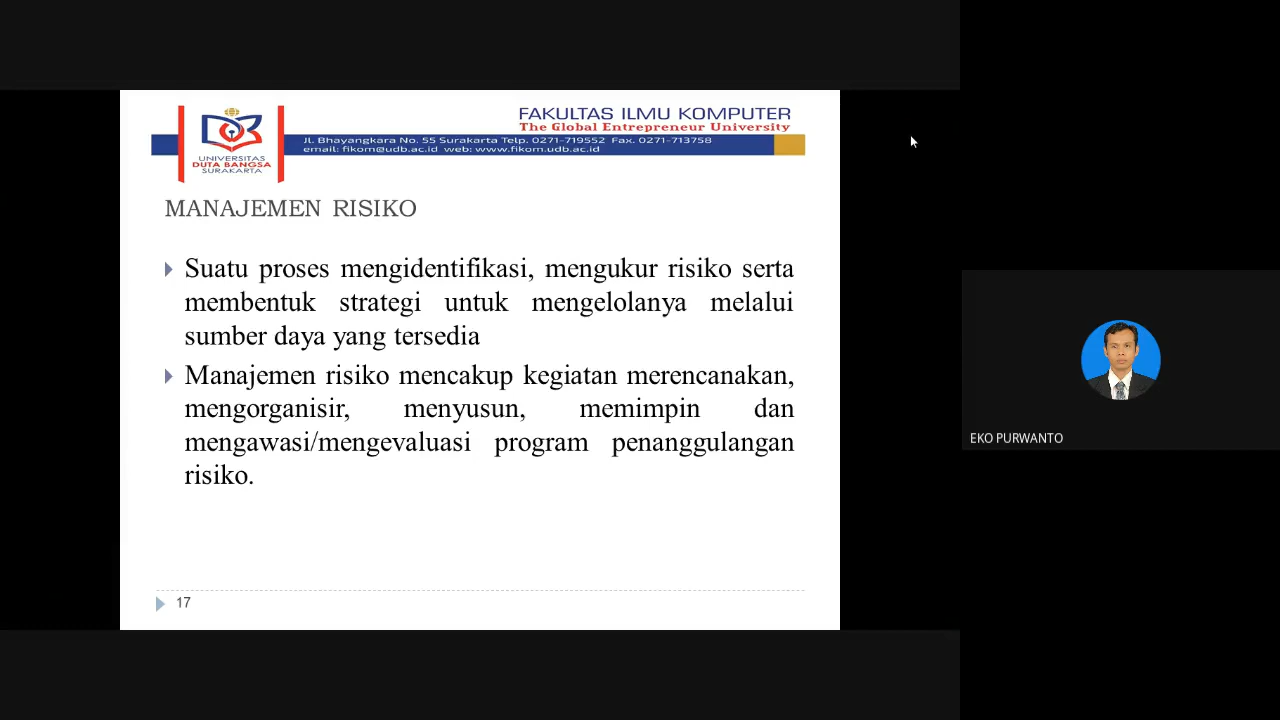 FAKULTAS ILMU KOMPUTER
The Global Entrepreneur University
Jl. Bhayangkara No. 55 Surakarta Telp. 0271-719552 Fax. 0271-713758
email: fikom@udb.ac.id web: www.fikom.udb.ac.id
UNIVERSITAS
DUTA BANGSA
SURAKARTA
MANAJEMEN RISIKO
Suatu proses mengidentifikasi, mengukur risiko serta
membentuk strategi untuk mengelolanya melalui
sumber daya yang tersedia
Manajemen risiko mencakup kegiatan merencanakan,
mengorganisir, menyusun, memimpin dan
mengawasi/mengevaluasi program penanggulangan
risiko.
17
EKO PURWANTO